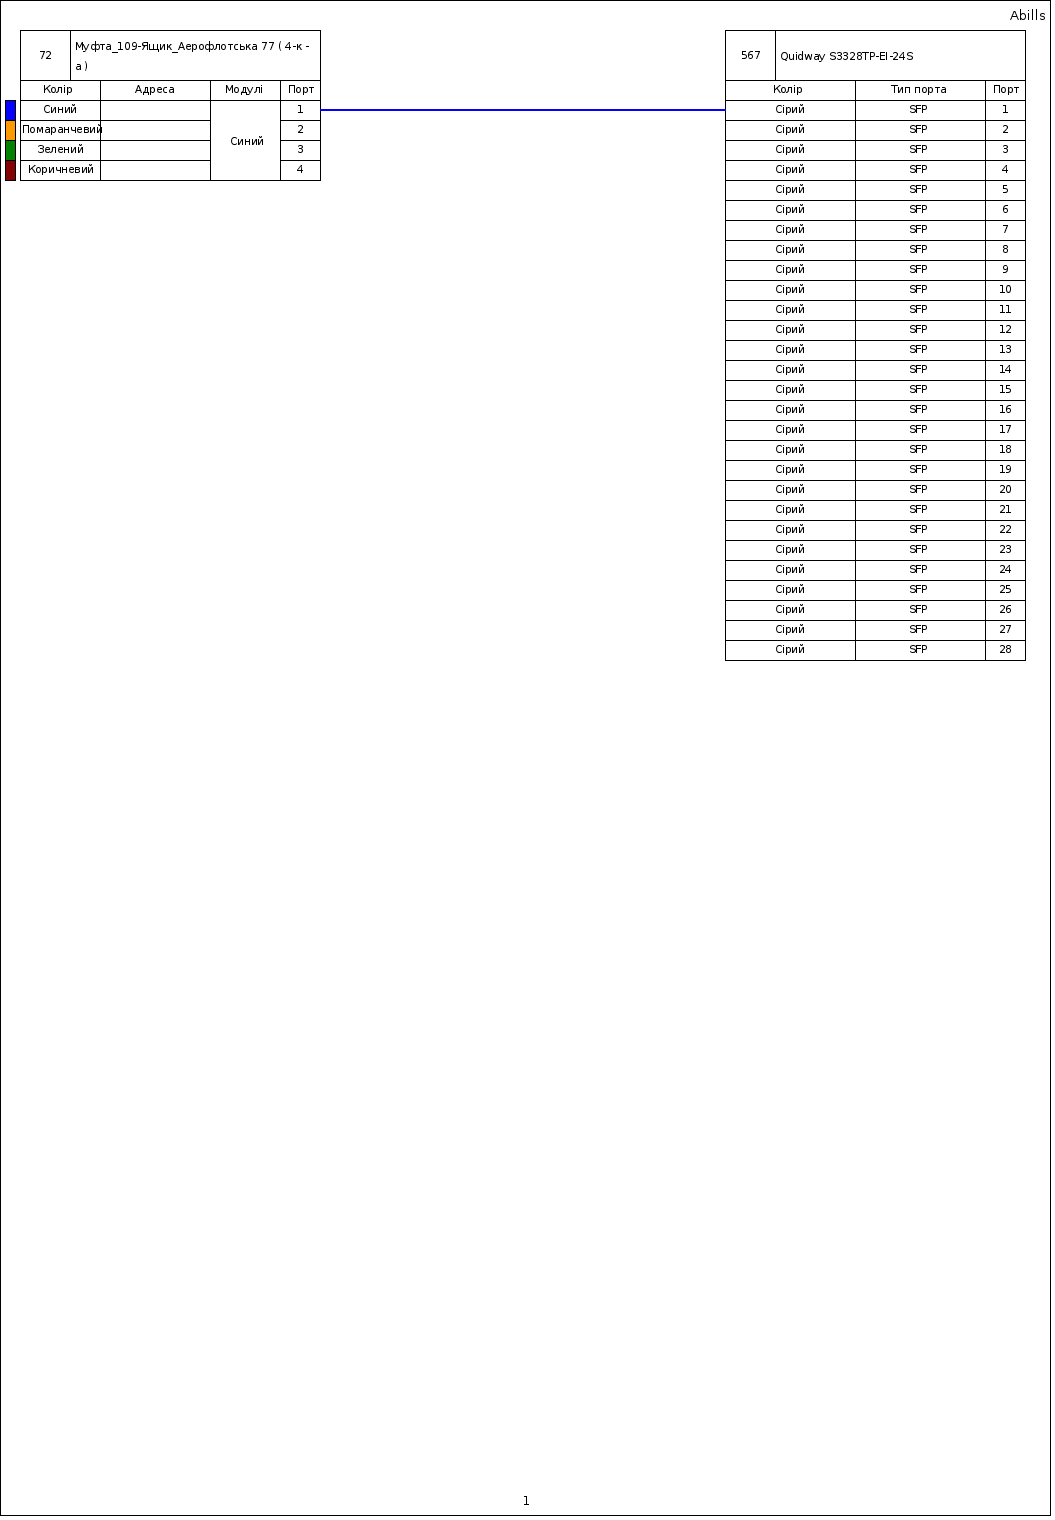 Abills
72 Муфта_109-Ящик_Аерофлотська 77 ( 4-к -
а )
Колір Адреса Модулі Порт
Синий 1
Помаранчевий 2
Синий
Зелений 3
Коричневий 4
567 Quidway S3328TP-EI-24S
Колір Тип порта Порт
Сірий SFP 1
Сірий SFP 2
Сірий SFP 3
Сірий SFP 4
Сірий SFP 5
Сірий SFP 6
Сірий SFP 7
Сірий SFP 8
Сірий SFP 9
Сірий SFP 10
Сірий SFP 11
Сірий SFP 12
Сірий SFP 13
Сірий SFP 14
Сірий SFP 15
Сірий SFP 16
Сірий SFP 17
Сірий SFP 18
Сірий SFP 19
Сірий SFP 20
Сірий SFP 21
Сірий SFP 22
Сірий SFP 23
Сірий SFP 24
Сірий SFP 25
Сірий SFP 26
Сірий SFP 27
Сірий SFP 28
1